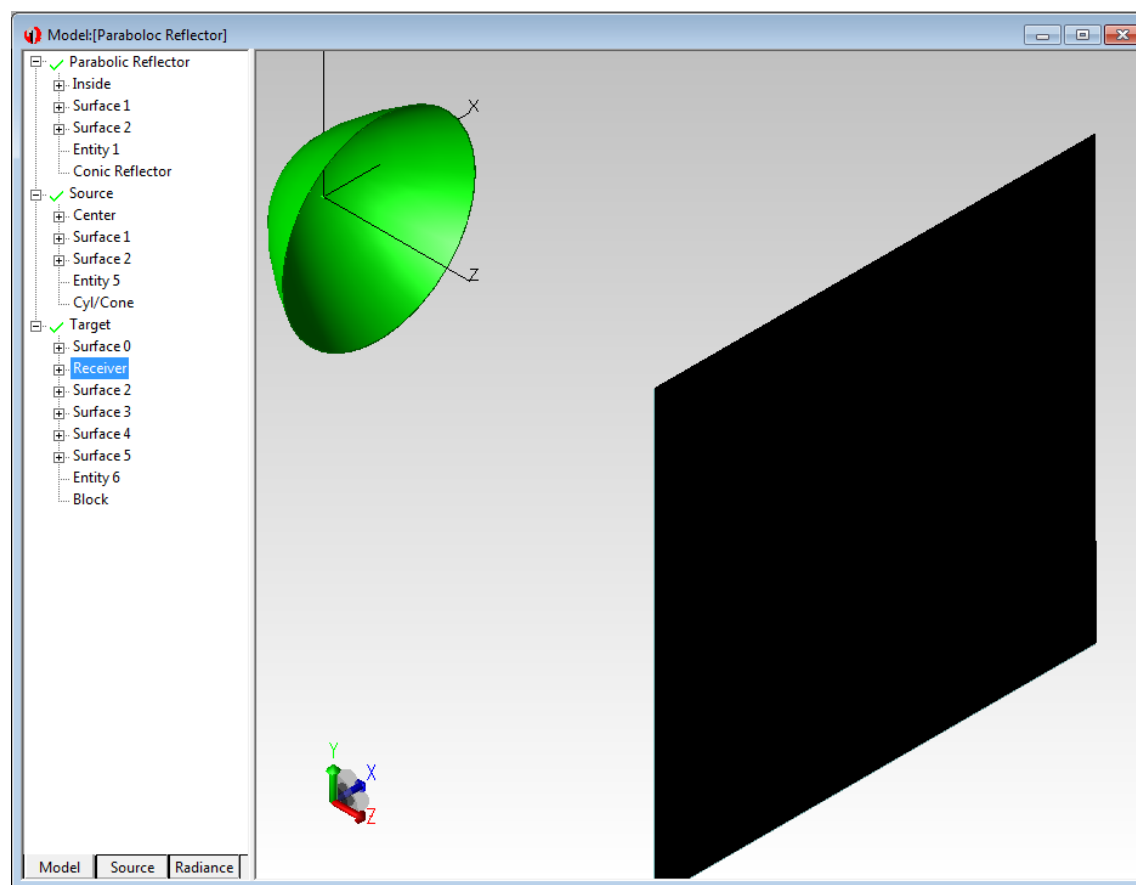 Model:[Paraboloc Reflector]
Parabolic Reflector
Inside
Surface 1
Surface 2
Entity 1
Conic Reflector
Source
Center
Surface 1
Surface 2
Entity 5
Cyl/Cone
Target
Surface 0
Receiver
Surface 2
Surface 3
Surface 4
Surface 5
Entity 6
Block
Model Source Radiance
X
Z
Y
X
Z